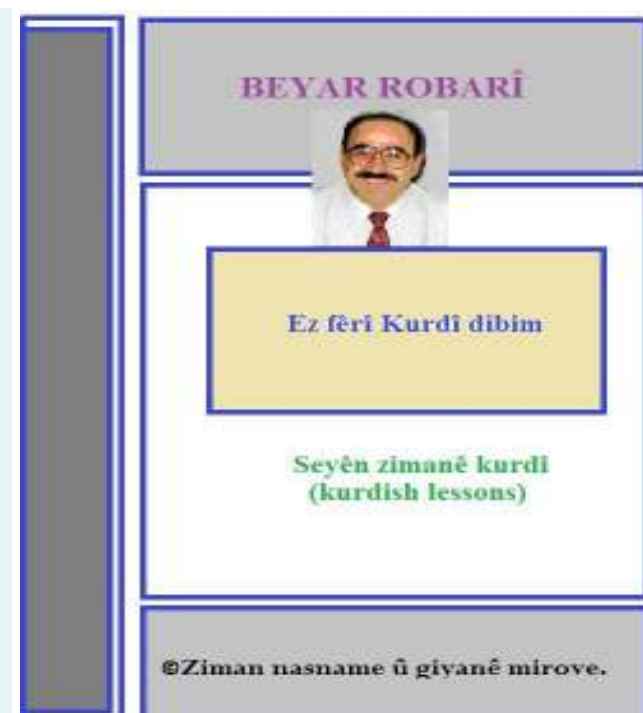 BEYAR ROBARÎ
Ez fêrî Kurdî dibim
Seyên zimanê kurdî
(kurdish lessons)
©Ziman nasname û giyanê mirove.